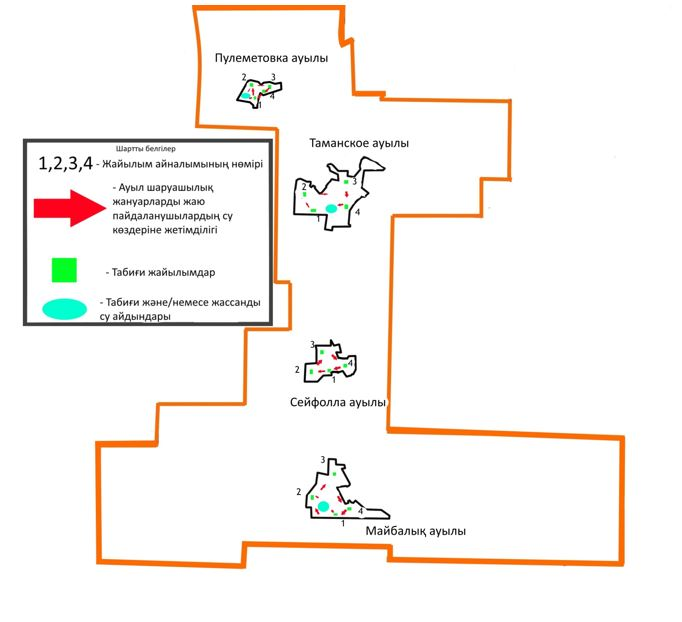 Пулеметовка ауылы
2
3
4
1
Шартты белгілер
1,2,3,4 - Жайылым айналымының нөмірі
- Ауыл шаруашылық
жануарларды жаю
пайдаланушылардың су
көздеріне жетімділігі
- Табиғи жайылымдар
- Табиғи және/немесе жассанды
су айдындары
Таманское ауылы
2
3
4
1
3
2
4
1
Сейфолла ауылы
3
2
4
1
Майбалық ауылы